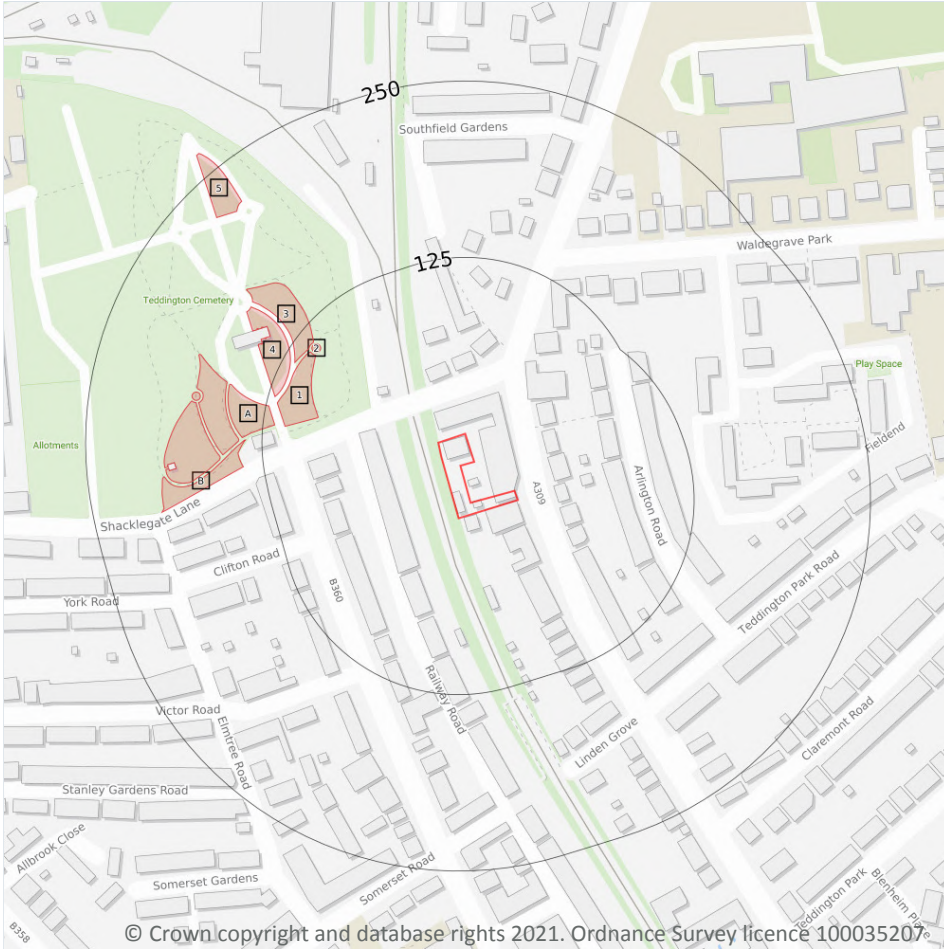 250
Southfield Gardens
5
Waldegrave Park
125
Teddington Cemetery
3
2
4
Play Space
1
A
Allotments
Fieldend
B
A309
Arlington Road
Shacklegate Lane
Clifton Road
B360
York Road
Teddington Park Road
Railway Road
Victor Road
Elmtree Road
Claremont Road
Linden Grove
Stanley Gardens Road
Allbrook Close
Somerset Gardens
Somerset Road
Teddington Park
Blenheim Place
B358
© Crown copyright and database rights 2021. Ordnance Survey licence 100035207.